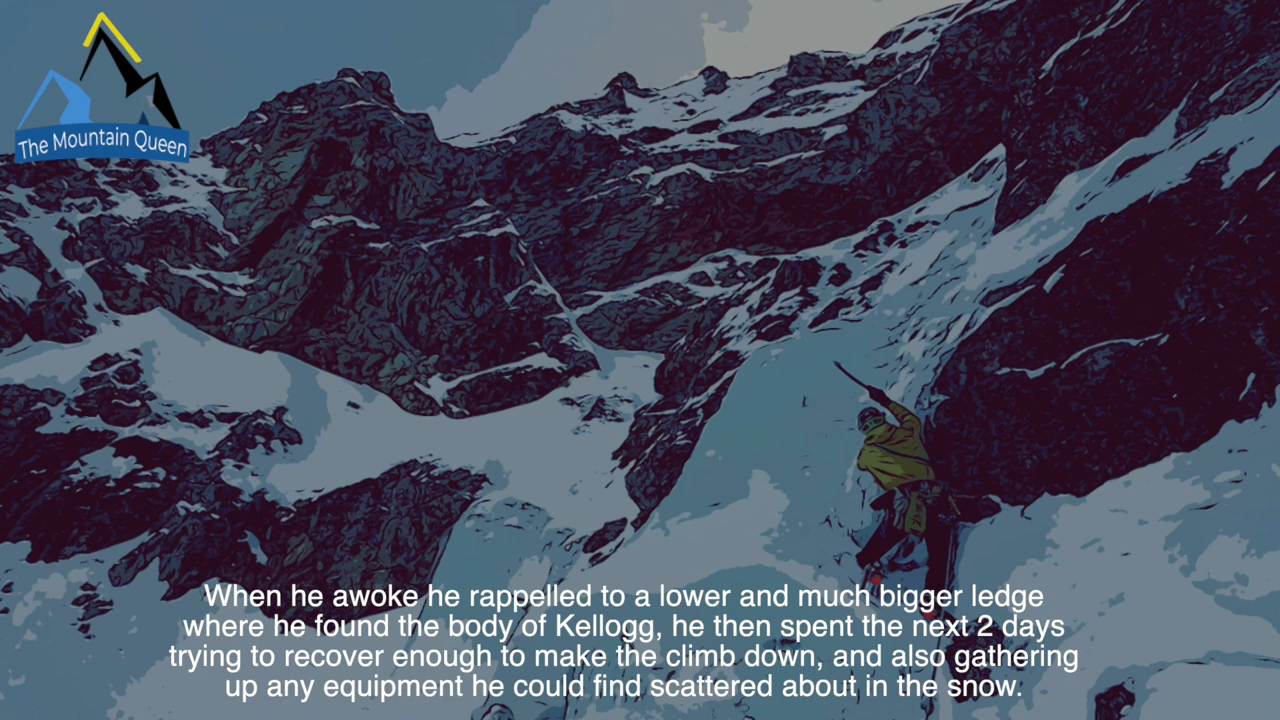 The Mountain Queen
When he awoke he rappelled to a lower and much bigger ledge
where he found the body of Kellogg, he then spent the next 2 days
trying to recover enough to make the climb down, and also gathering
up any equipment he could find scattered about in the snow.